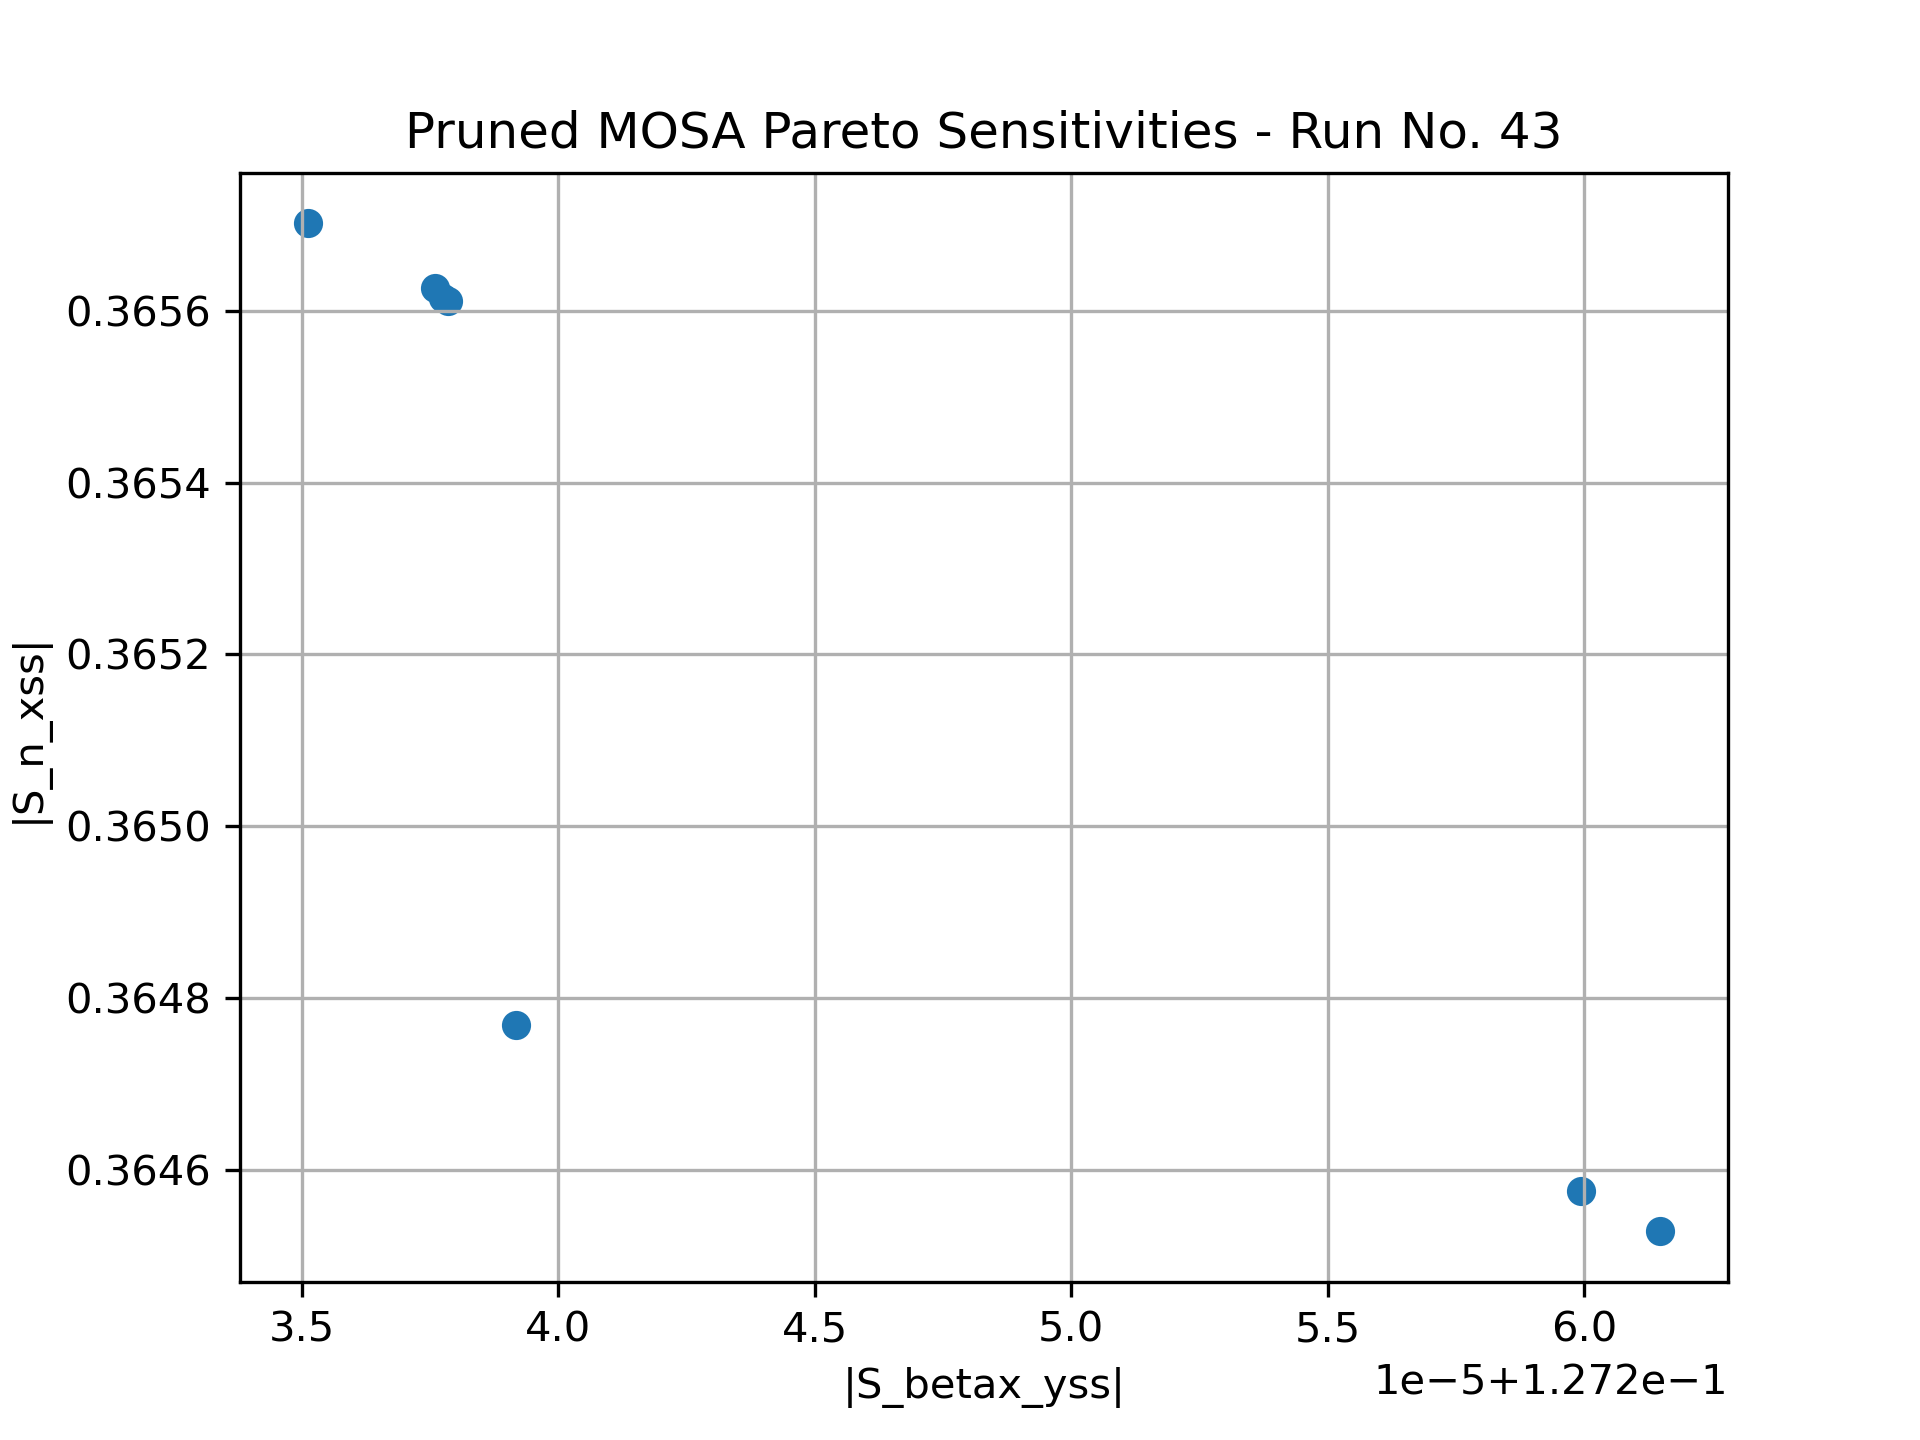 Pruned MOSA Pareto Sensitivities - Run No. 43
|S_n_xss|
0.3656
0.3654
0.3652
0.3650
0.3648
0.3646
3.5 4.0 4.5 5.0 5.5 6.0
|S_betax_yss|
1e−5+1.272e−1